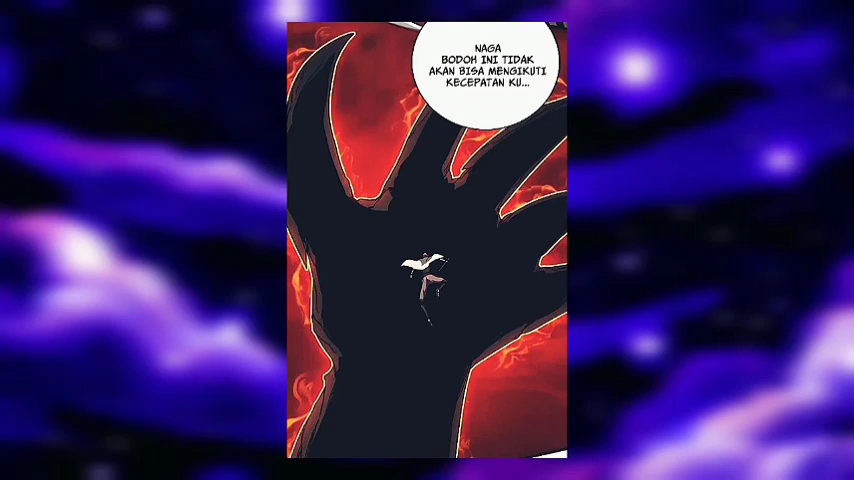 NAGA
BODOH INI TIDAK
AKAN BISA MENGIKUTI
KECEPATAN KU...